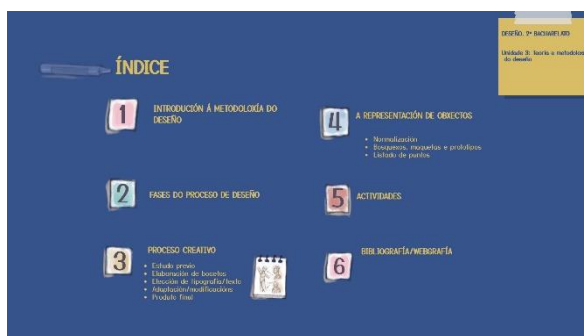 DESEÑO. 2º BACHARELATO
Unidade 3: Teoría e metodoloxía
do deseño
ÍNDICE
1
INTRODUCIÓN Á METODOLOXÍA DO
DESEÑO
2
FASES DO PROCESO DE DESEÑO
3
PROCESO CREATIVO
• Estudo previo
• Elaboración de bocetos
• Elección de tipografía/texto
• Adaptación/modificacións
• Produto final
4
A REPRESENTACIÓN DE OBXECTOS
• Normalización
• Bosquexos, maquetas e prototipos
• Listado de puntos
5
ACTIVIDADES
6
BIBLIOGRAFÍA/WEBGRAFÍA